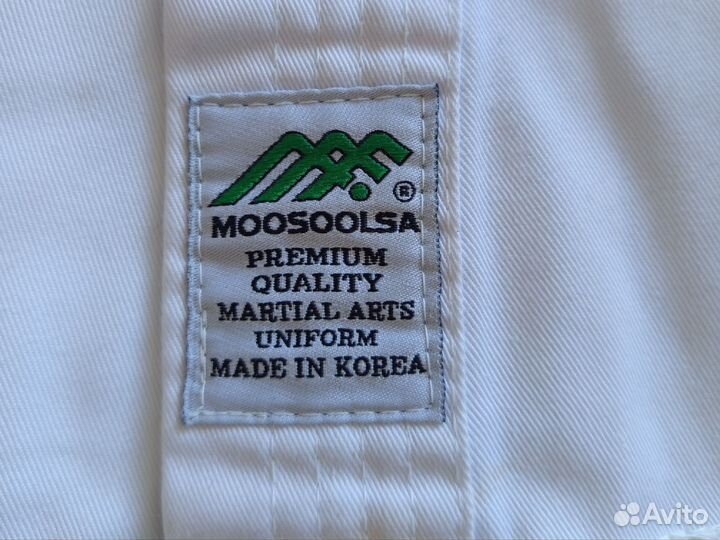 ®
MOOSOOLSA
PREMIUM
QUALITY
MARTIAL ARTS
UNIFORM
MADE IN KOREA
Avito